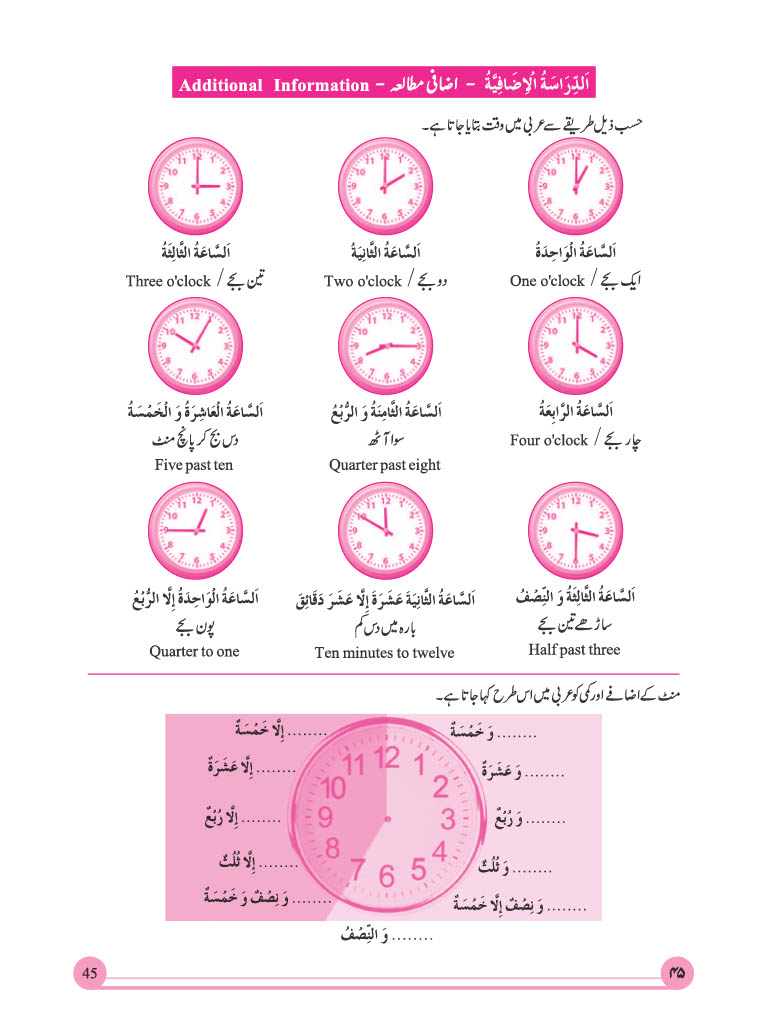 اَلدِّرَاسَةُ الْإِضَافِيَّةُ - اضافی مطالعہ - Additional Information
حسب ذیل طریقے سے عربی میں وقت بتایا جاتا ہے۔
اَلسَّاعَةُ الْوَاحِدَةُ
ایک بجے / One o'clock
اَلسَّاعَةُ الثَّانِيَةُ
دو بجے / Two o'clock
اَلسَّاعَةُ الثَّالِثَةُ
تین بجے / Three o'clock
اَلسَّاعَةُ الرَّابِعَةُ
چار بجے / Four o'clock
اَلسَّاعَةُ الثَّامِنَةُ وَ الرُّبْعُ
سوا آٹھ
Quarter past eight
اَلسَّاعَةُ الْعَاشِرَةُ وَ الْخَمْسَةُ
دس بج کر پانچ منٹ
Five past ten
اَلسَّاعَةُ الثَّالِثَةُ وَ النِّصْفُ
ساڑھے تین بجے
Half past three
اَلسَّاعَةُ الثَّانِيَةَ عَشَرَةَ إِلَّا عَشَرَ دَقَائِقَ
بارہ میں دس کم
Ten minutes to twelve
اَلسَّاعَةُ الْوَاحِدَةُ إِلَّا الرُّبْعُ
پون بجے
Quarter to one
منٹ کے اضافے اور کمی کو عربی میں اس طرح کہا جاتا ہے۔
........ وَ خَمْسَةٌ
........ إِلَّا خَمْسَةٌ
........ وَ عَشَرَةٌ
........ إِلَّا عَشَرَةٌ
........ وَ رُبْعٌ
........ إِلَّا رُبْعٌ
........ وَ ثُلُثٌ
........ إِلَّا ثُلُثٌ
........ وَ نِصْفٌ إِلَّا خَمْسَةٌ
........ وَ نِصْفٌ وَ خَمْسَةٌ
12
1
2
3
4
5
6
7
8
9
10
11
........ وَ النِّصْفُ
۴۵
45